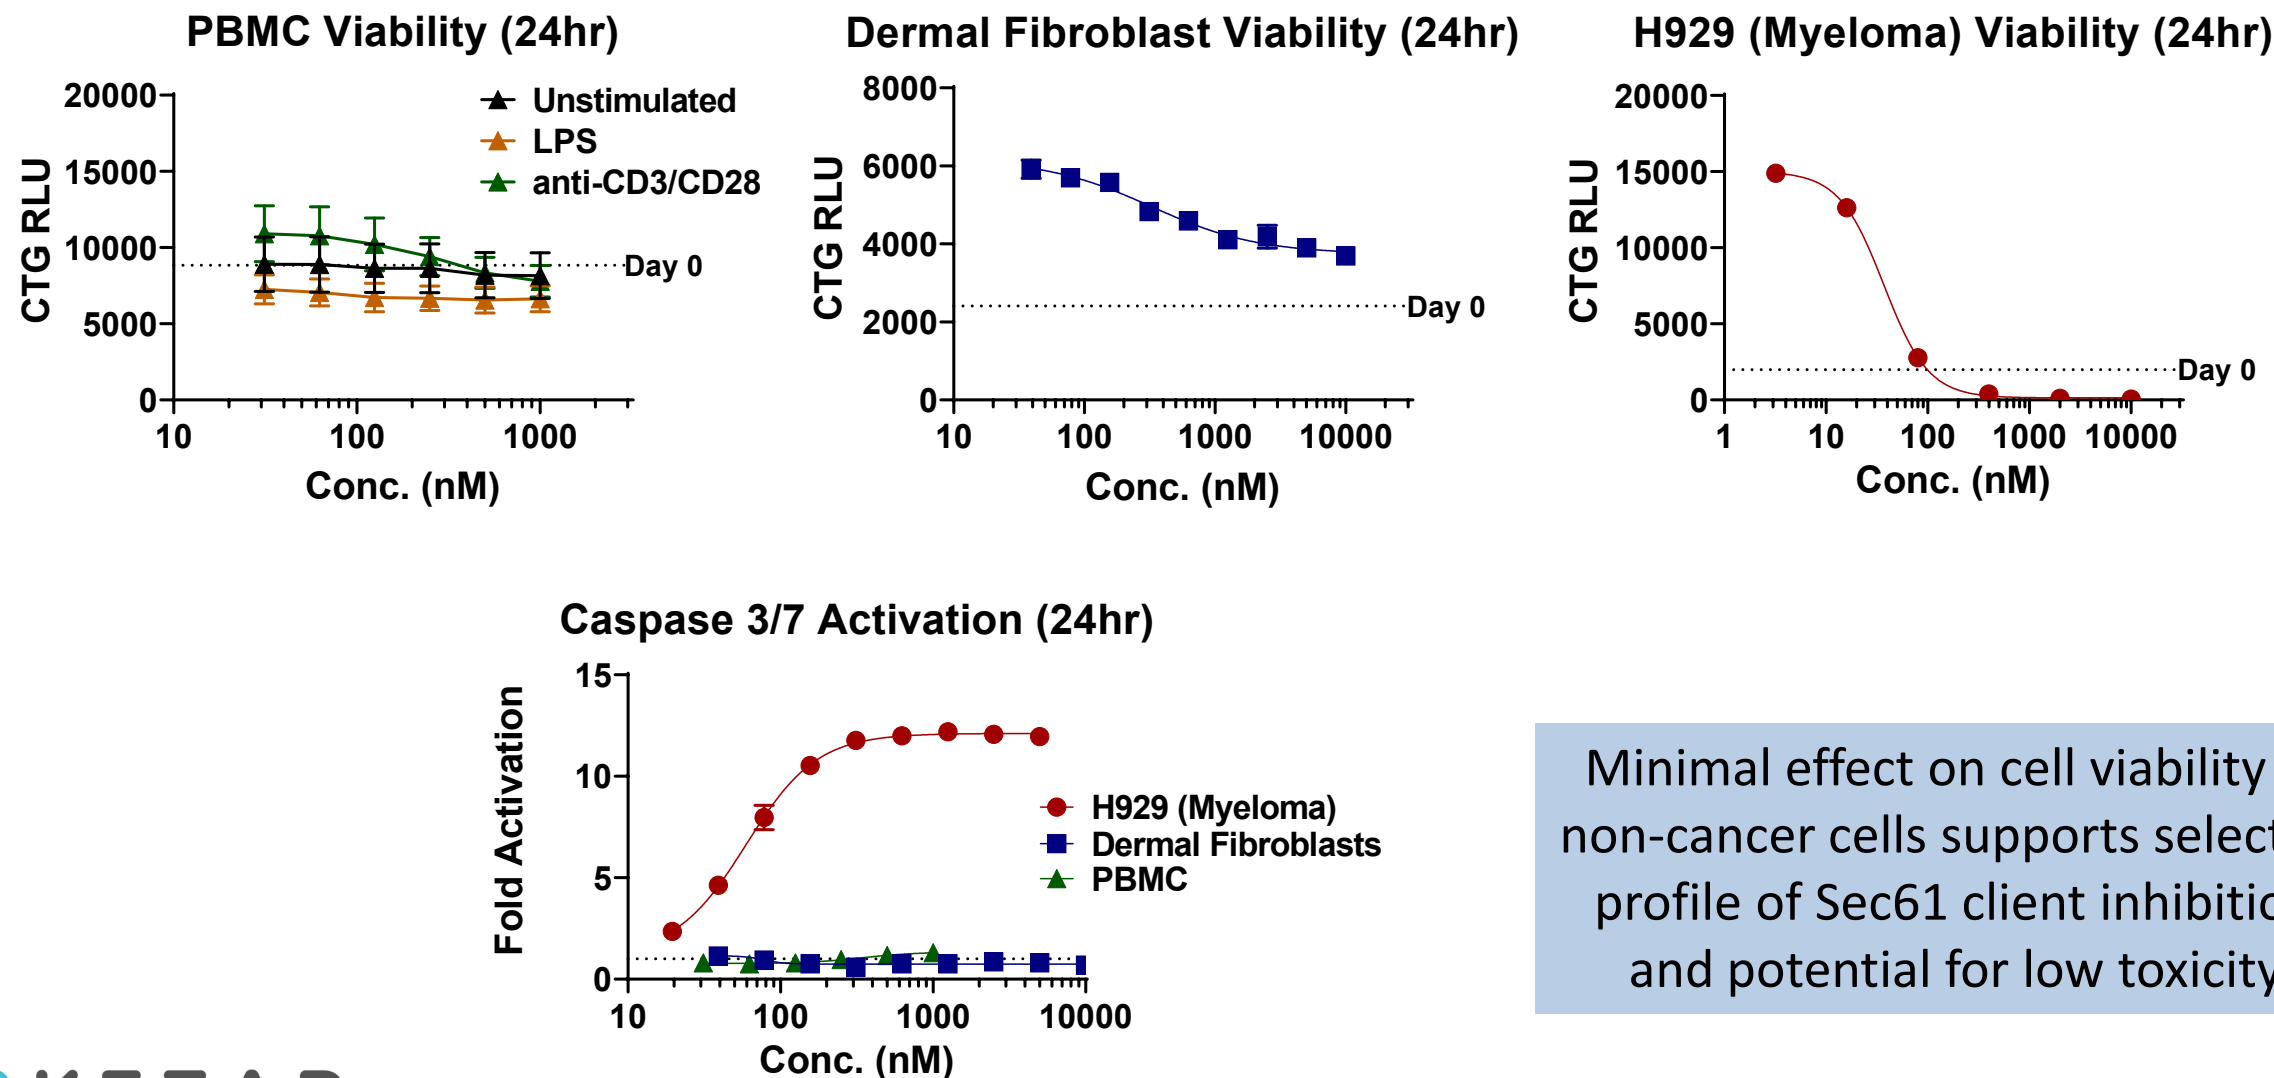 PBMC Viability (24hr)
20000
15000
10000
5000
0
CTG RLU
Unstimulated
LPS
anti-CD3/CD28
Day 0
10 100 1000
Conc. (nM)
Dermal Fibroblast Viability (24hr)
8000
6000
4000
2000
0
CTG RLU
Day 0
10 100 1000 10000
Conc. (nM)
H929 (Myeloma) Viability (24hr)
20000
15000
10000
5000
0
CTG RLU
Day 0
1 10 100 1000 10000
Conc. (nM)
Caspase 3/7 Activation (24hr)
15
10
5
0
Fold Activation
H929 (Myeloma)
Dermal Fibroblasts
PBMC
10 100 1000 10000
Conc. (nM)
Minimal effect on cell viability
non-cancer cells supports select
profile of Sec61 client inhibitio
and potential for low toxicity